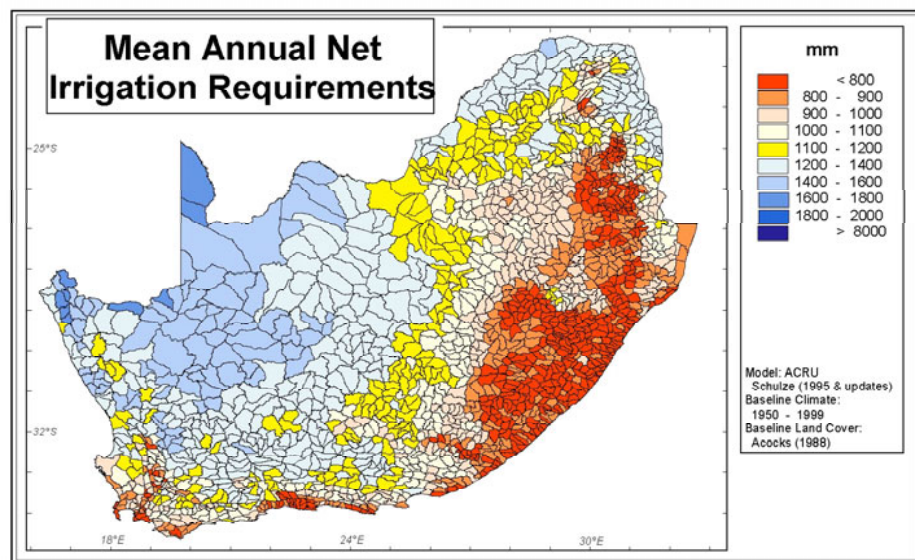 Mean Annual Net
Irrigation Requirements
mm
< 800
800 - 900
900 - 1000
1000 - 1100
1100 - 1200
1200 - 1400
1400 - 1600
1600 - 1800
1800 - 2000
> 8000
25°S
32°S
18°E
24°E
30°E
Model: ACRU
Schulze (1995 & updates)
Baseline Climate:
1950 - 1999
Baseline Land Cover:
Acocks (1988)